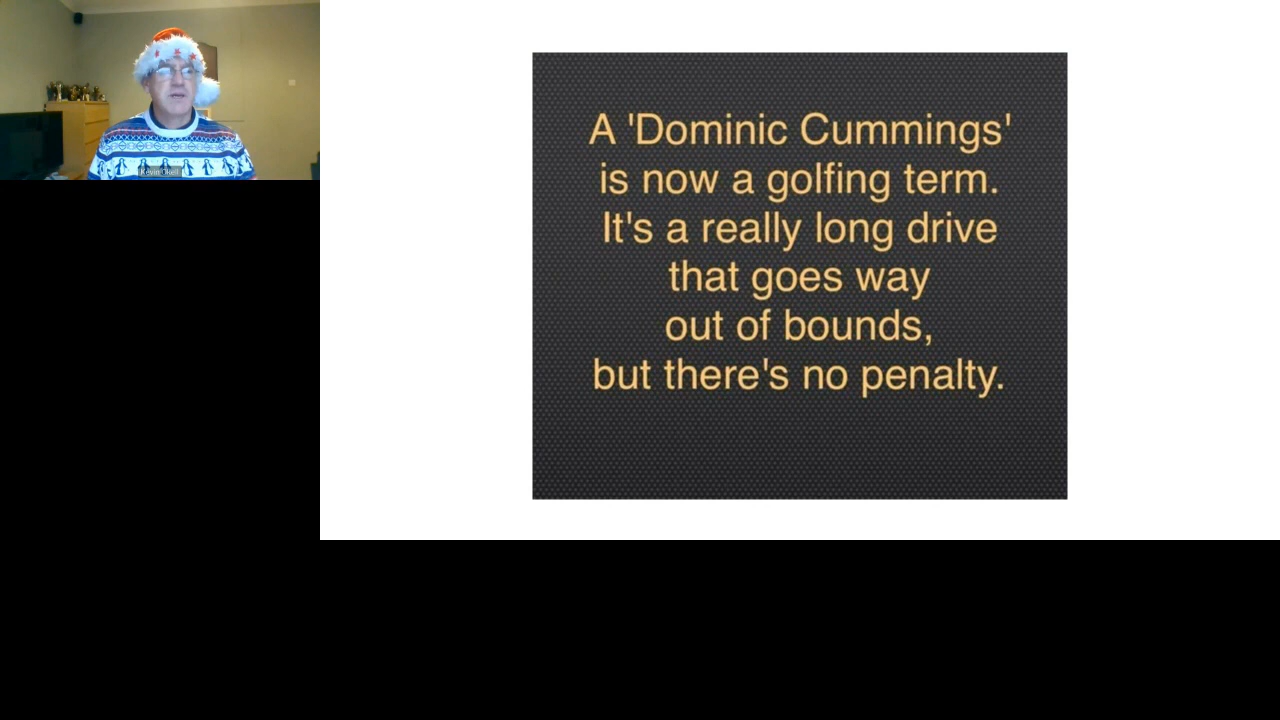 A 'Dominic Cummings'
is now a golfing term.
It's a really long drive
that goes way
out of bounds,
but there's no penalty.
Kevin